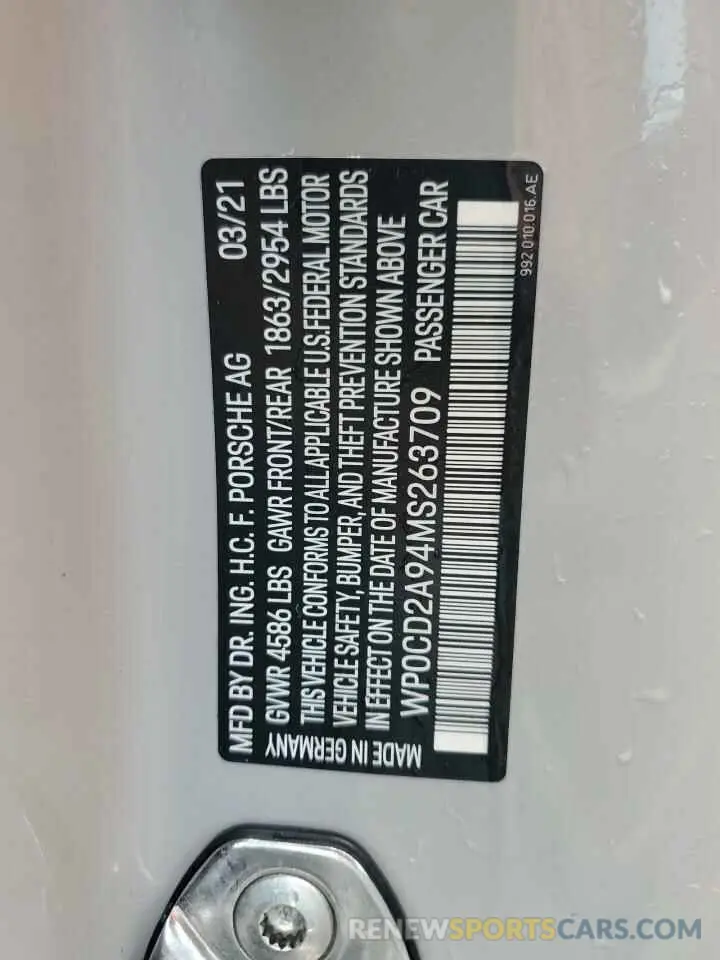 MFD BY DR. ING. H.C. F. PORSCHE AG 03/21
GVWR 4586 LBS GAWR FRONT/REAR 1863/2954 LBS
THIS VEHICLE CONFORMS TO ALL APPLICABLE U.S. FEDERAL MOTOR
VEHICLE SAFETY, BUMPER, AND THEFT PREVENTION STANDARDS
IN EFFECT ON THE DATE OF MANUFACTURE SHOWN ABOVE
WP0CD2A94MS263709 PASSENGER CAR
MADE IN GERMANY
992 010 016 AE
RENEWSPORTSCARS.COM